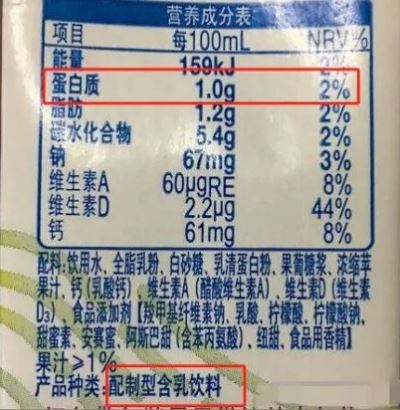 营养成分表
项目 每100mL NRV%
能量 159kJ 2%
蛋白质 1.0g 2%
脂肪 1.2g 2%
碳水化合物 5.4g 2%
钠 67mg 3%
维生素A 60μgRE 8%
维生素D 2.2μg 44%
钙 61mg 8%
配料:饮用水、全脂乳粉、白砂糖、乳清蛋白粉、果葡糖浆、浓缩苹
果汁、钙(乳酸钙)、维生素A(醋酸维生素A)、维生素D(维生素
D₃)、食品添加剂【羧甲基纤维素钠、乳酸、柠檬酸、柠檬酸钠、
甜蜜素、安赛蜜、阿斯巴甜(含苯丙氨酸)、纽甜、食品用香精】
果汁≥1%
产品种类:配制型含乳饮料